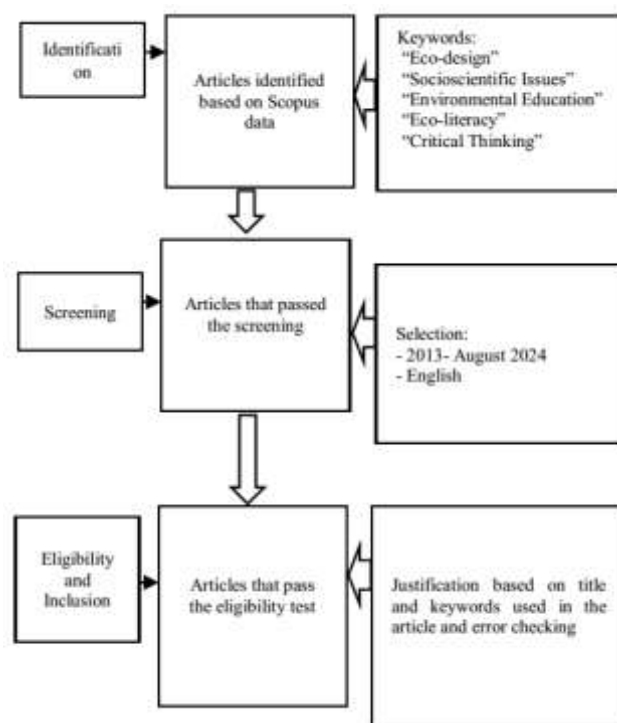 Identificati
on
Articles identified
based on Scopus
data
Keywords:
“Eco-design”
“Socioscientific Issues”
“Environmental Education”
“Eco-literacy”
“Critical Thinking”
Screening
Articles that passed
the screening
Selection:
- 2013- August 2024
- English
Eligibility
and
Inclusion
Articles that pass
the eligibility test
Justification based on title
and keywords used in the
article and error checking